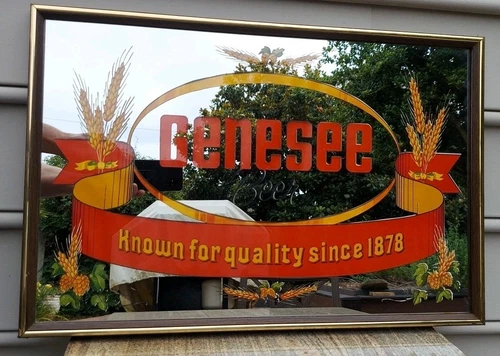 Genesee
Beer
Known for quality since 1878